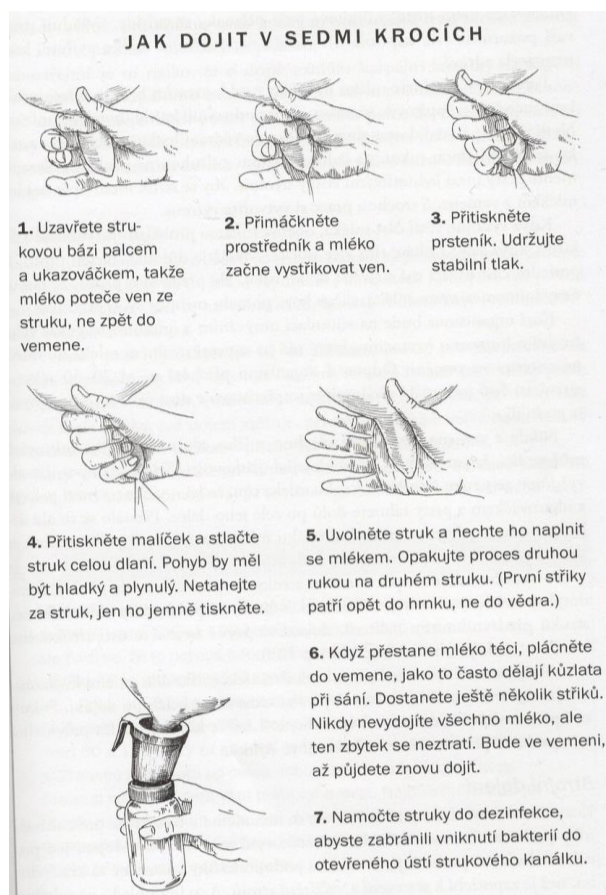 JAK DOJIT V SEDMI KROCÍCH
1. Uzavřete stru-
kovou bázi palcem
a ukazováčkem, takže
mléko poteče ven ze
struku, ne zpět do
vemene.
2. Přimáčkněte
prostředník a mléko
začne vystřikovat ven.
3. Přitiskněte
prsteník. Udržujte
stabilní tlak.
4. Přitiskněte malíček a stlačte
struk celou dlaní. Pohyb by měl
být hladký a plynulý. Netahejte
za struk, jen ho jemně tiskněte.
5. Uvolněte struk a nechte ho naplnit
se mlékem. Opakujte proces druhou
rukou na druhém struku. (První střiky
patří opět do hrnku, ne do vědra.)
6. Když přestane mléko téci, plácněte
do vemene, jako to často dělají kůzlata
při sání. Dostanete ještě několik střiků.
Nikdy nevydojíte všechno mléko, ale
ten zbytek se neztratí. Bude ve vemeni,
až půjdete znovu dojit.
7. Namočte struky do dezinfekce,
abyste zabránili vniknutí bakterií do
otevřeného ústí strukového kanálku.